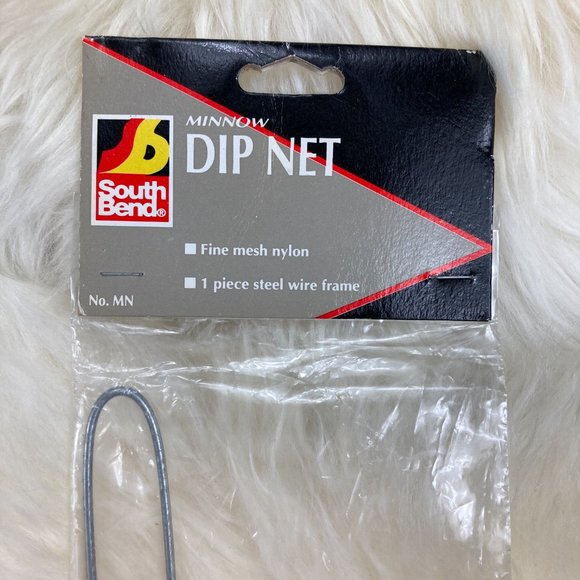 MINNOW
DIP NET
South
Bend®
Fine mesh nylon
1 piece steel wire frame
No. MN